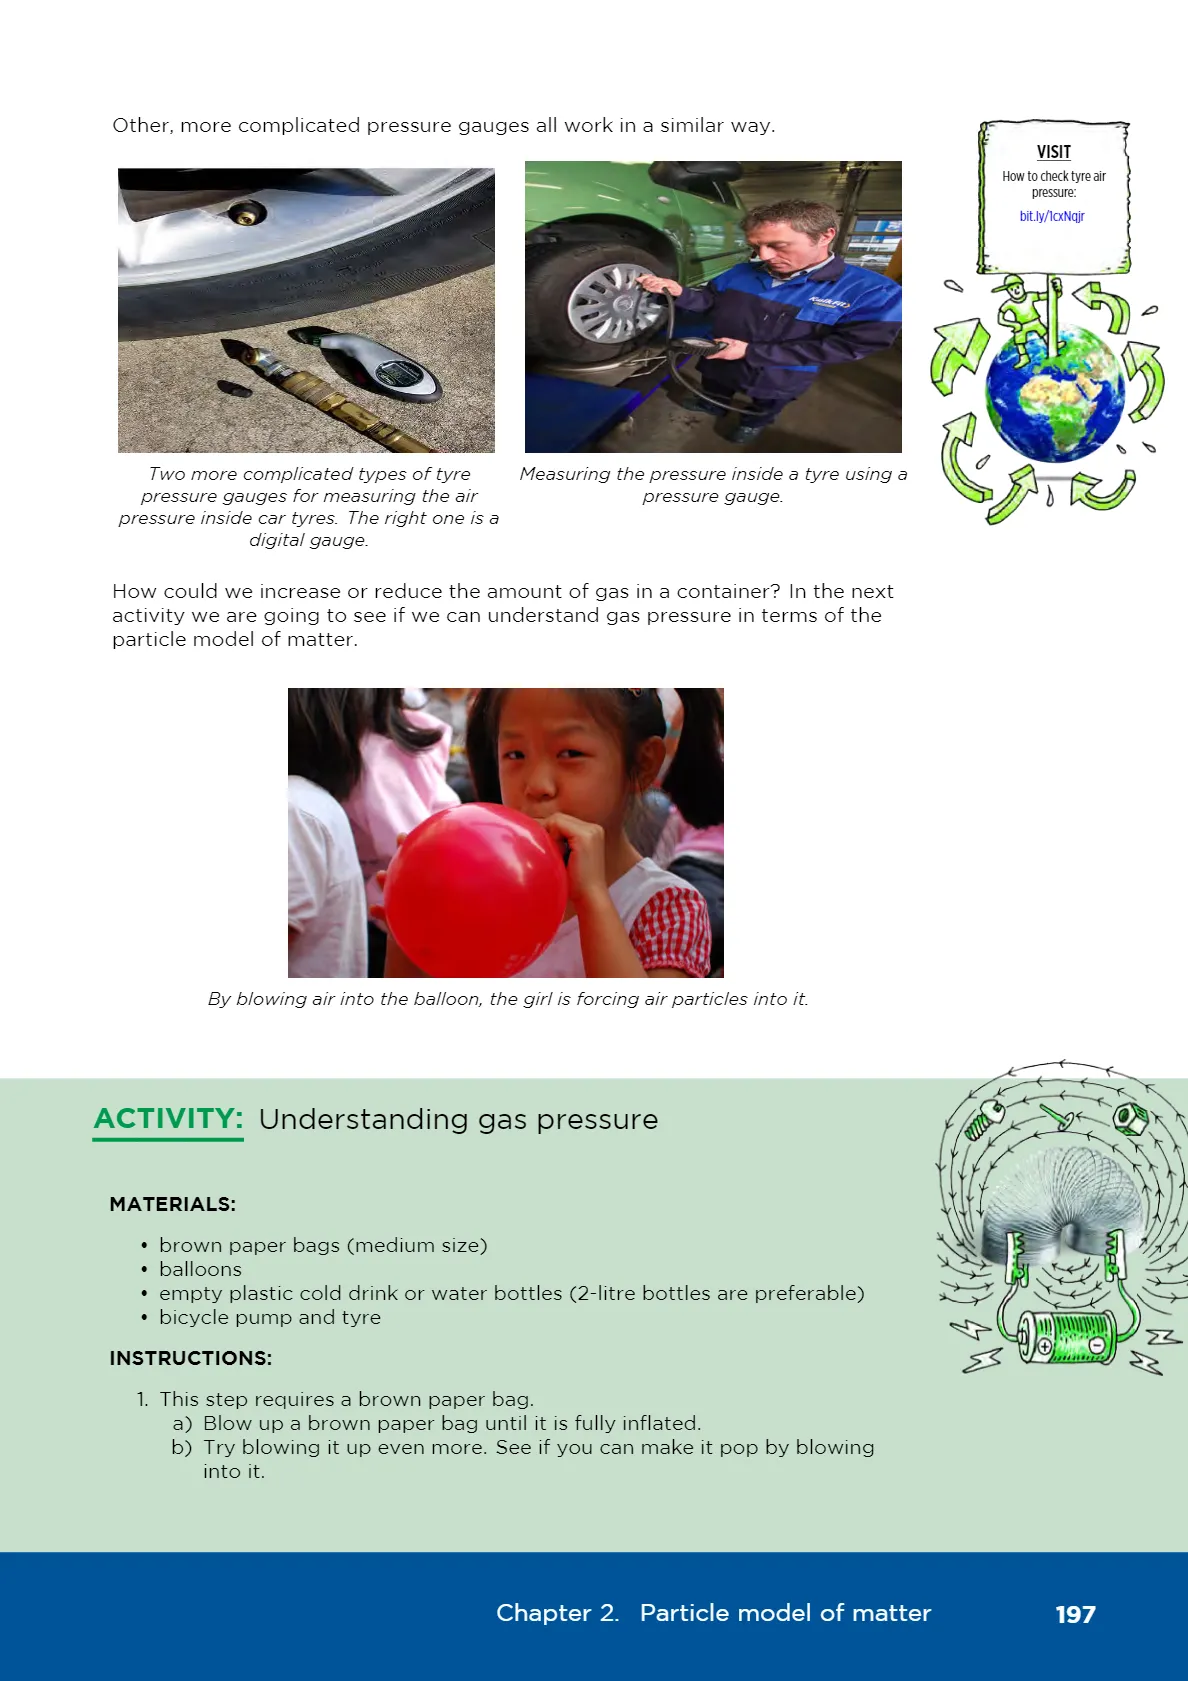 Other, more complicated pressure gauges all work in a similar way.
VISIT
How to check tyre air
pressure:
bit.ly/1cxNqjr
KwikFit
Two more complicated types of tyre
pressure gauges for measuring the air
pressure inside car tyres. The right one is a
digital gauge.
Measuring the pressure inside a tyre using a
pressure gauge.
How could we increase or reduce the amount of gas in a container? In the next
activity we are going to see if we can understand gas pressure in terms of the
particle model of matter.
By blowing air into the balloon, the girl is forcing air particles into it.
ACTIVITY: Understanding gas pressure
MATERIALS:
• brown paper bags (medium size)
• balloons
• empty plastic cold drink or water bottles (2-litre bottles are preferable)
• bicycle pump and tyre
INSTRUCTIONS:
1. This step requires a brown paper bag.
a) Blow up a brown paper bag until it is fully inflated.
b) Try blowing it up even more. See if you can make it pop by blowing
into it.
Chapter 2. Particle model of matter 197